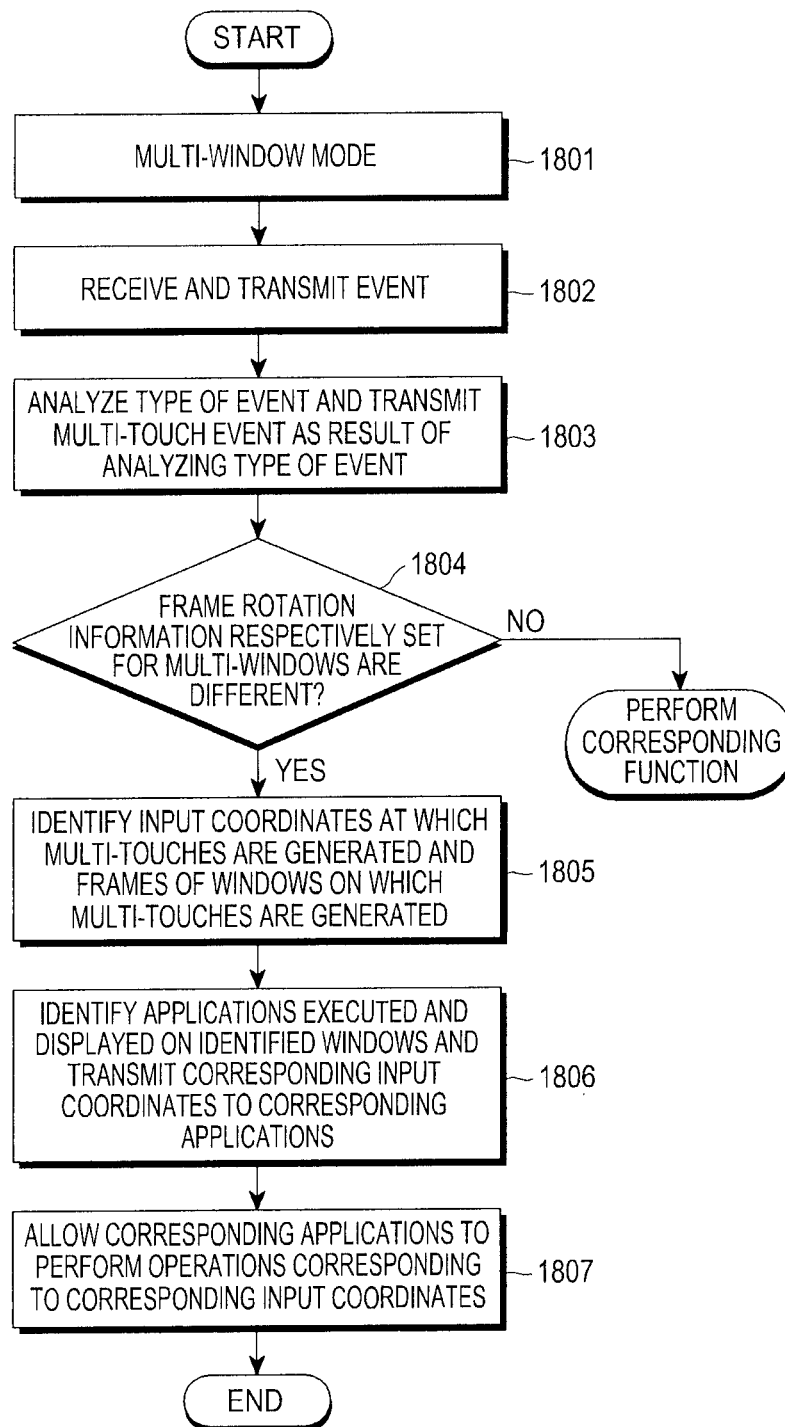 START
MULTI-WINDOW MODE
1801
RECEIVE AND TRANSMIT EVENT
1802
ANALYZE TYPE OF EVENT AND TRANSMIT
MULTI-TOUCH EVENT AS RESULT OF
ANALYZING TYPE OF EVENT
1803
1804
FRAME ROTATION
INFORMATION RESPECTIVELY SET
FOR MULTI-WINDOWS ARE
DIFFERENT?
NO
PERFORM
CORRESPONDING
FUNCTION
YES
IDENTIFY INPUT COORDINATES AT WHICH
MULTI-TOUCHES ARE GENERATED AND
FRAMES OF WINDOWS ON WHICH
MULTI-TOUCHES ARE GENERATED
1805
IDENTIFY APPLICATIONS EXECUTED AND
DISPLAYED ON IDENTIFIED WINDOWS AND
TRANSMIT CORRESPONDING INPUT
COORDINATES TO CORRESPONDING
APPLICATIONS
1806
ALLOW CORRESPONDING APPLICATIONS TO
PERFORM OPERATIONS CORRESPONDING
TO CORRESPONDING INPUT COORDINATES
1807
END